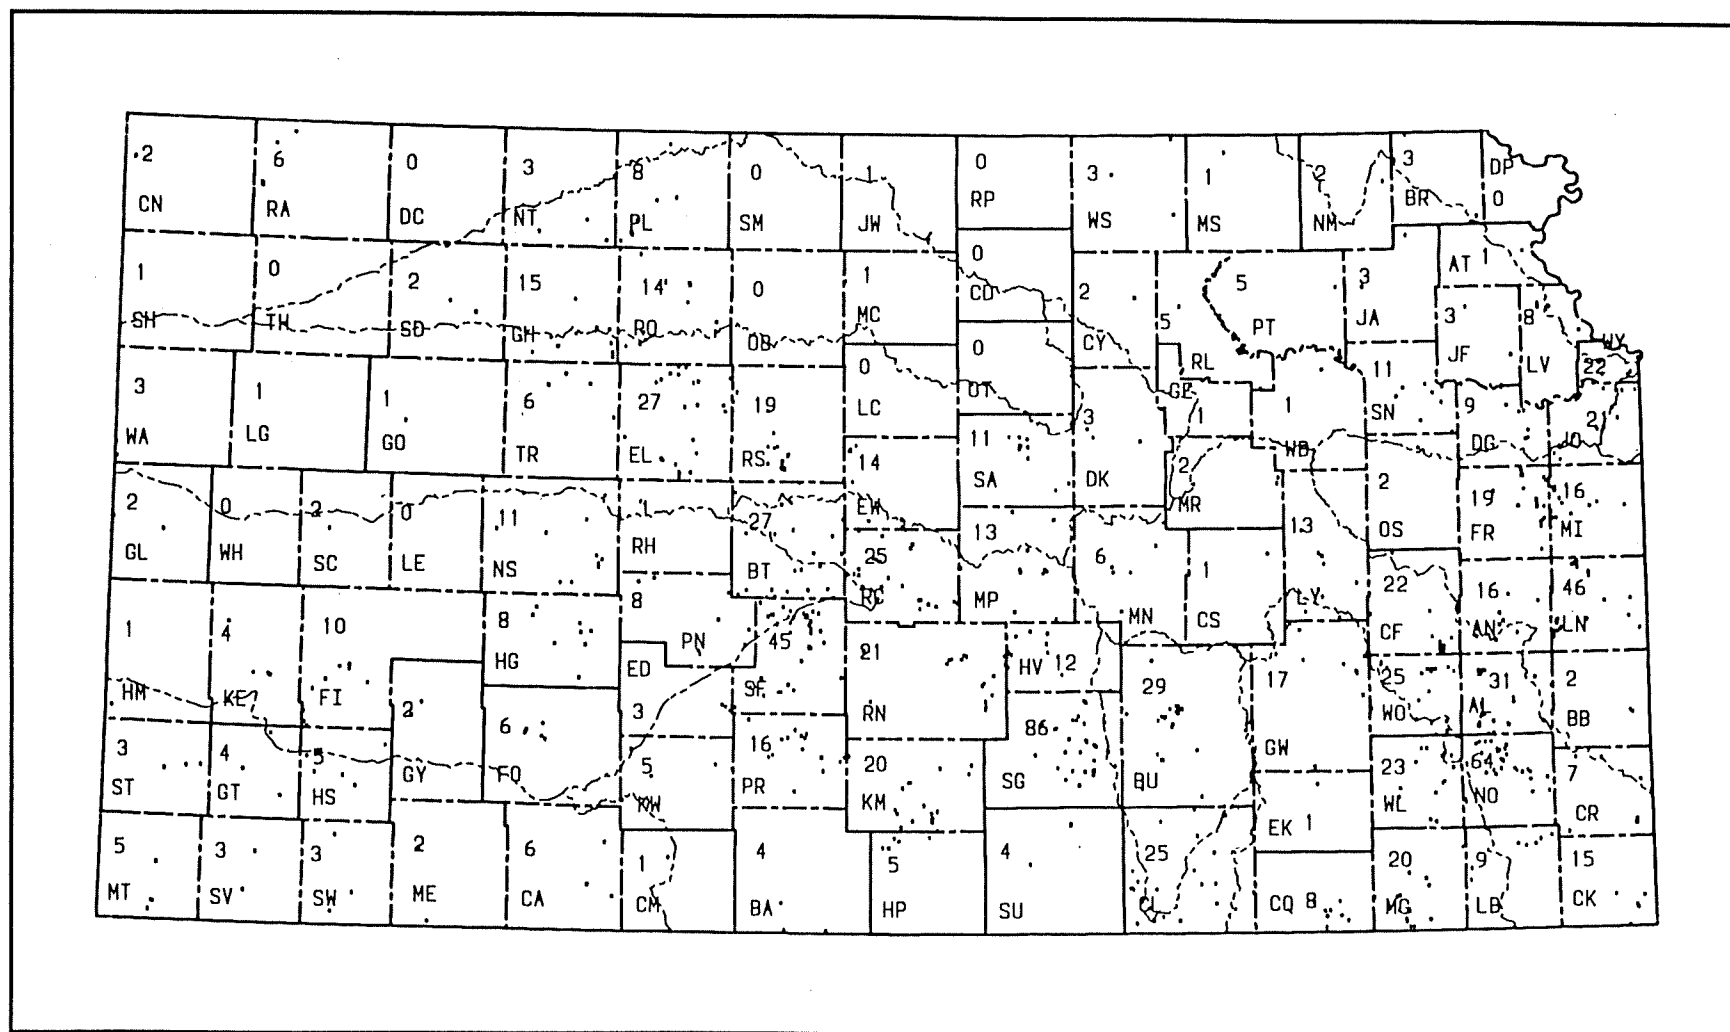 2 6 0 3 8 0 1 0 3 1 2 3 DP
CN RA DC NT PL SM JW RP WS MS NM BR 0
1 0 2 15 14 0 1 0 2 5 5 3 AT 1
SH TH SD GH RO OB MC CD CY RL PT JA 3 8 WY
JF LV 22
3 1 1 6 27 19 0 0 3 GE 1 1 11 9 21
WA LG GO TR EL RS LC OT DK WB SN DG JO
2 0 2 0 11 1 27 14 11 2 13 2 19 16
GL WH SC LE NS RH BT EW SA MR LY OS FR MI
1 4 10 8 8 45 25 13 6 1 22 16 46
HM KE FI HG PN SF RC MP MN CS CF AN LN
2 6 ED 3 21 HV 12 29 17 25 31 2
GY FO RN BU GW WO AL BB
3 4 5 5 16 20 86 23 64 7
ST GT HS KW PR KM SG EK 1 WL NO CR
5 3 3 2 6 1 4 5 4 25 8 20 9 15
MT SV SW ME CA CM BA HP SU CL CQ MG LB CK